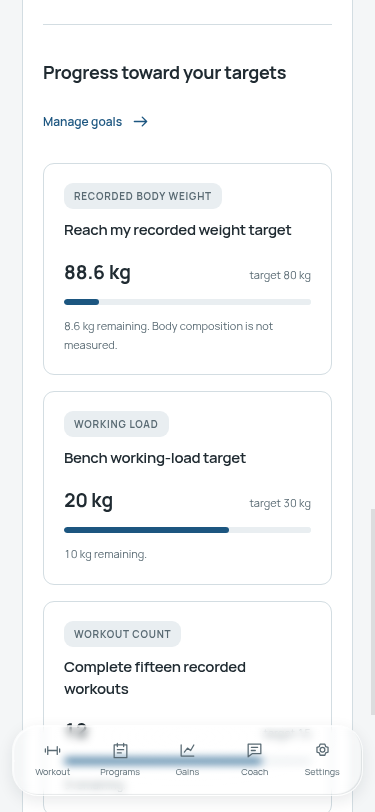 Progress toward your targets
Manage goals
RECORDED BODY WEIGHT
Reach my recorded weight target
88.6 kg
target 80 kg
8.6 kg remaining. Body composition is not
measured.
WORKING LOAD
Bench working-load target
20 kg
target 30 kg
10 kg remaining.
WORKOUT COUNT
Complete fifteen recorded
workouts
Workout
Programs
Gains
Coach
Settings